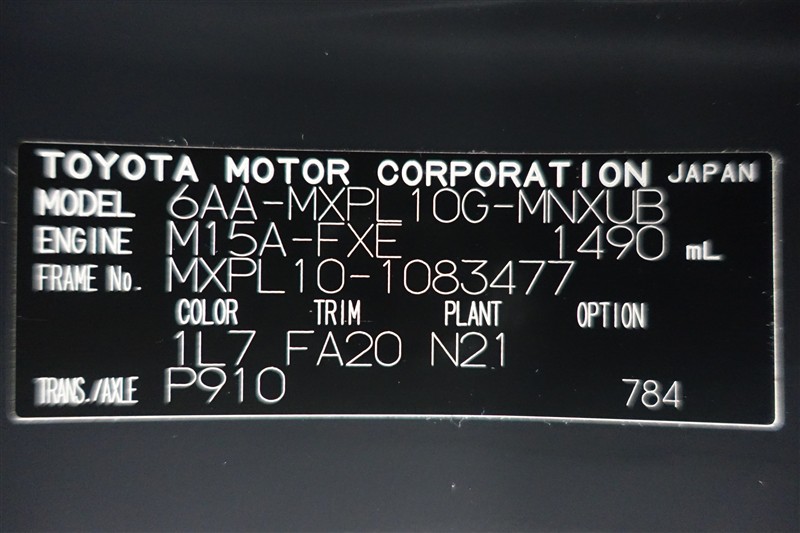 TOYOTA MOTOR CORPORATION JAPAN
MODEL 6AA-MXPL10G-MNXUB
ENGINE M15A-FXE 1490 mL
FRAME No. MXPL10-1083477
COLOR TRIM PLANT OPTION
1L7 FA20 N21
TRANS./AXLE P910 784